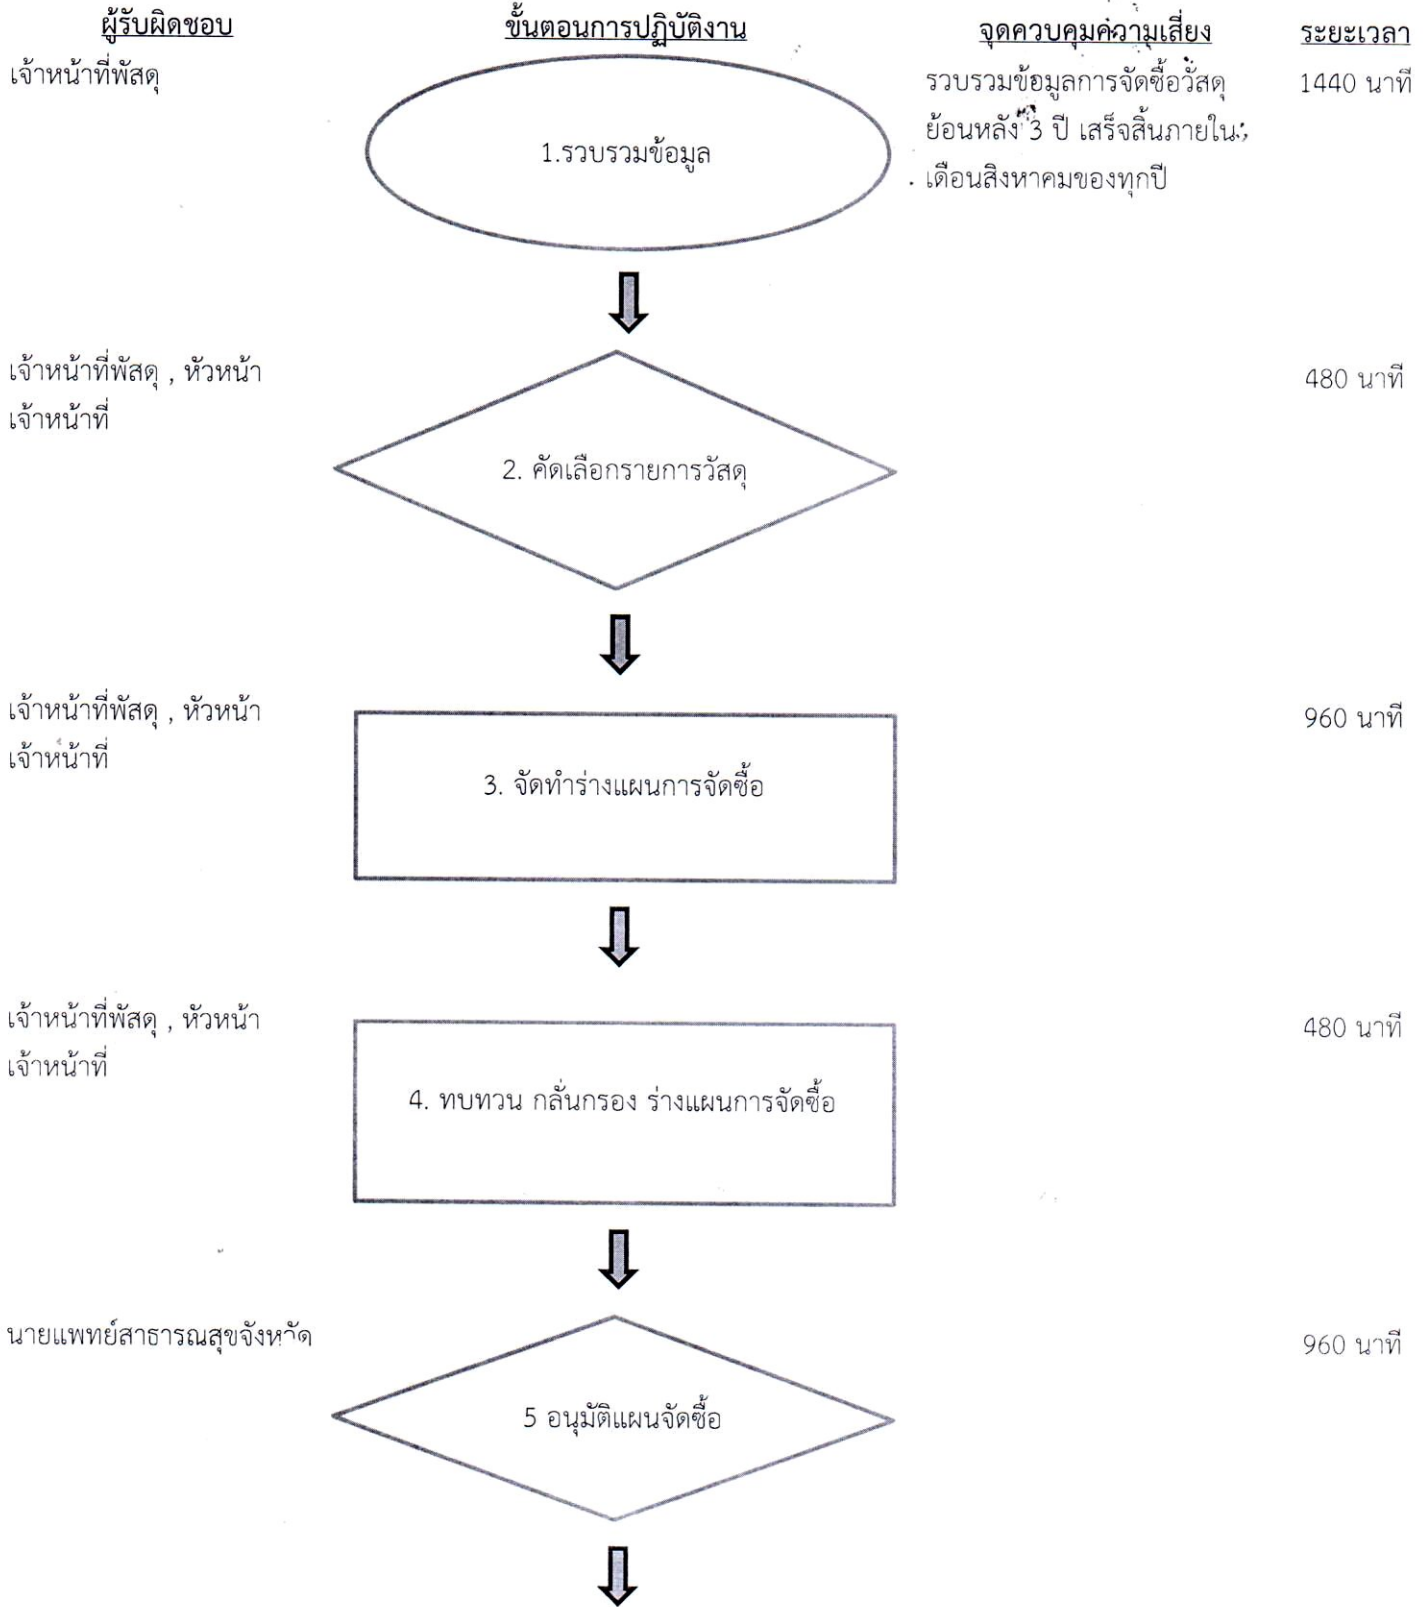 ผู้รับผิดชอบ ขั้นตอนการปฏิบัติงาน จุดควบคุมความเสี่ยง ระยะเวลา
เจ้าหน้าที่พัสดุ
1.รวบรวมข้อมูล
รวบรวมข้อมูลการจัดซื้อวัสดุ
ย้อนหลัง 3 ปี เสร็จสิ้นภายใน
เดือนสิงหาคมของทุกปี
1440 นาที
เจ้าหน้าที่พัสดุ , หัวหน้า
เจ้าหน้าที่
2. คัดเลือกรายการวัสดุ
480 นาที
เจ้าหน้าที่พัสดุ , หัวหน้า
เจ้าหน้าที่
3. จัดทำร่างแผนการจัดซื้อ
960 นาที
เจ้าหน้าที่พัสดุ , หัวหน้า
เจ้าหน้าที่
4. ทบทวน กลั่นกรอง ร่างแผนการจัดซื้อ
480 นาที
นายแพทย์สาธารณสุขจังหวัด
5 อนุมัติแผนจัดซื้อ
960 นาที